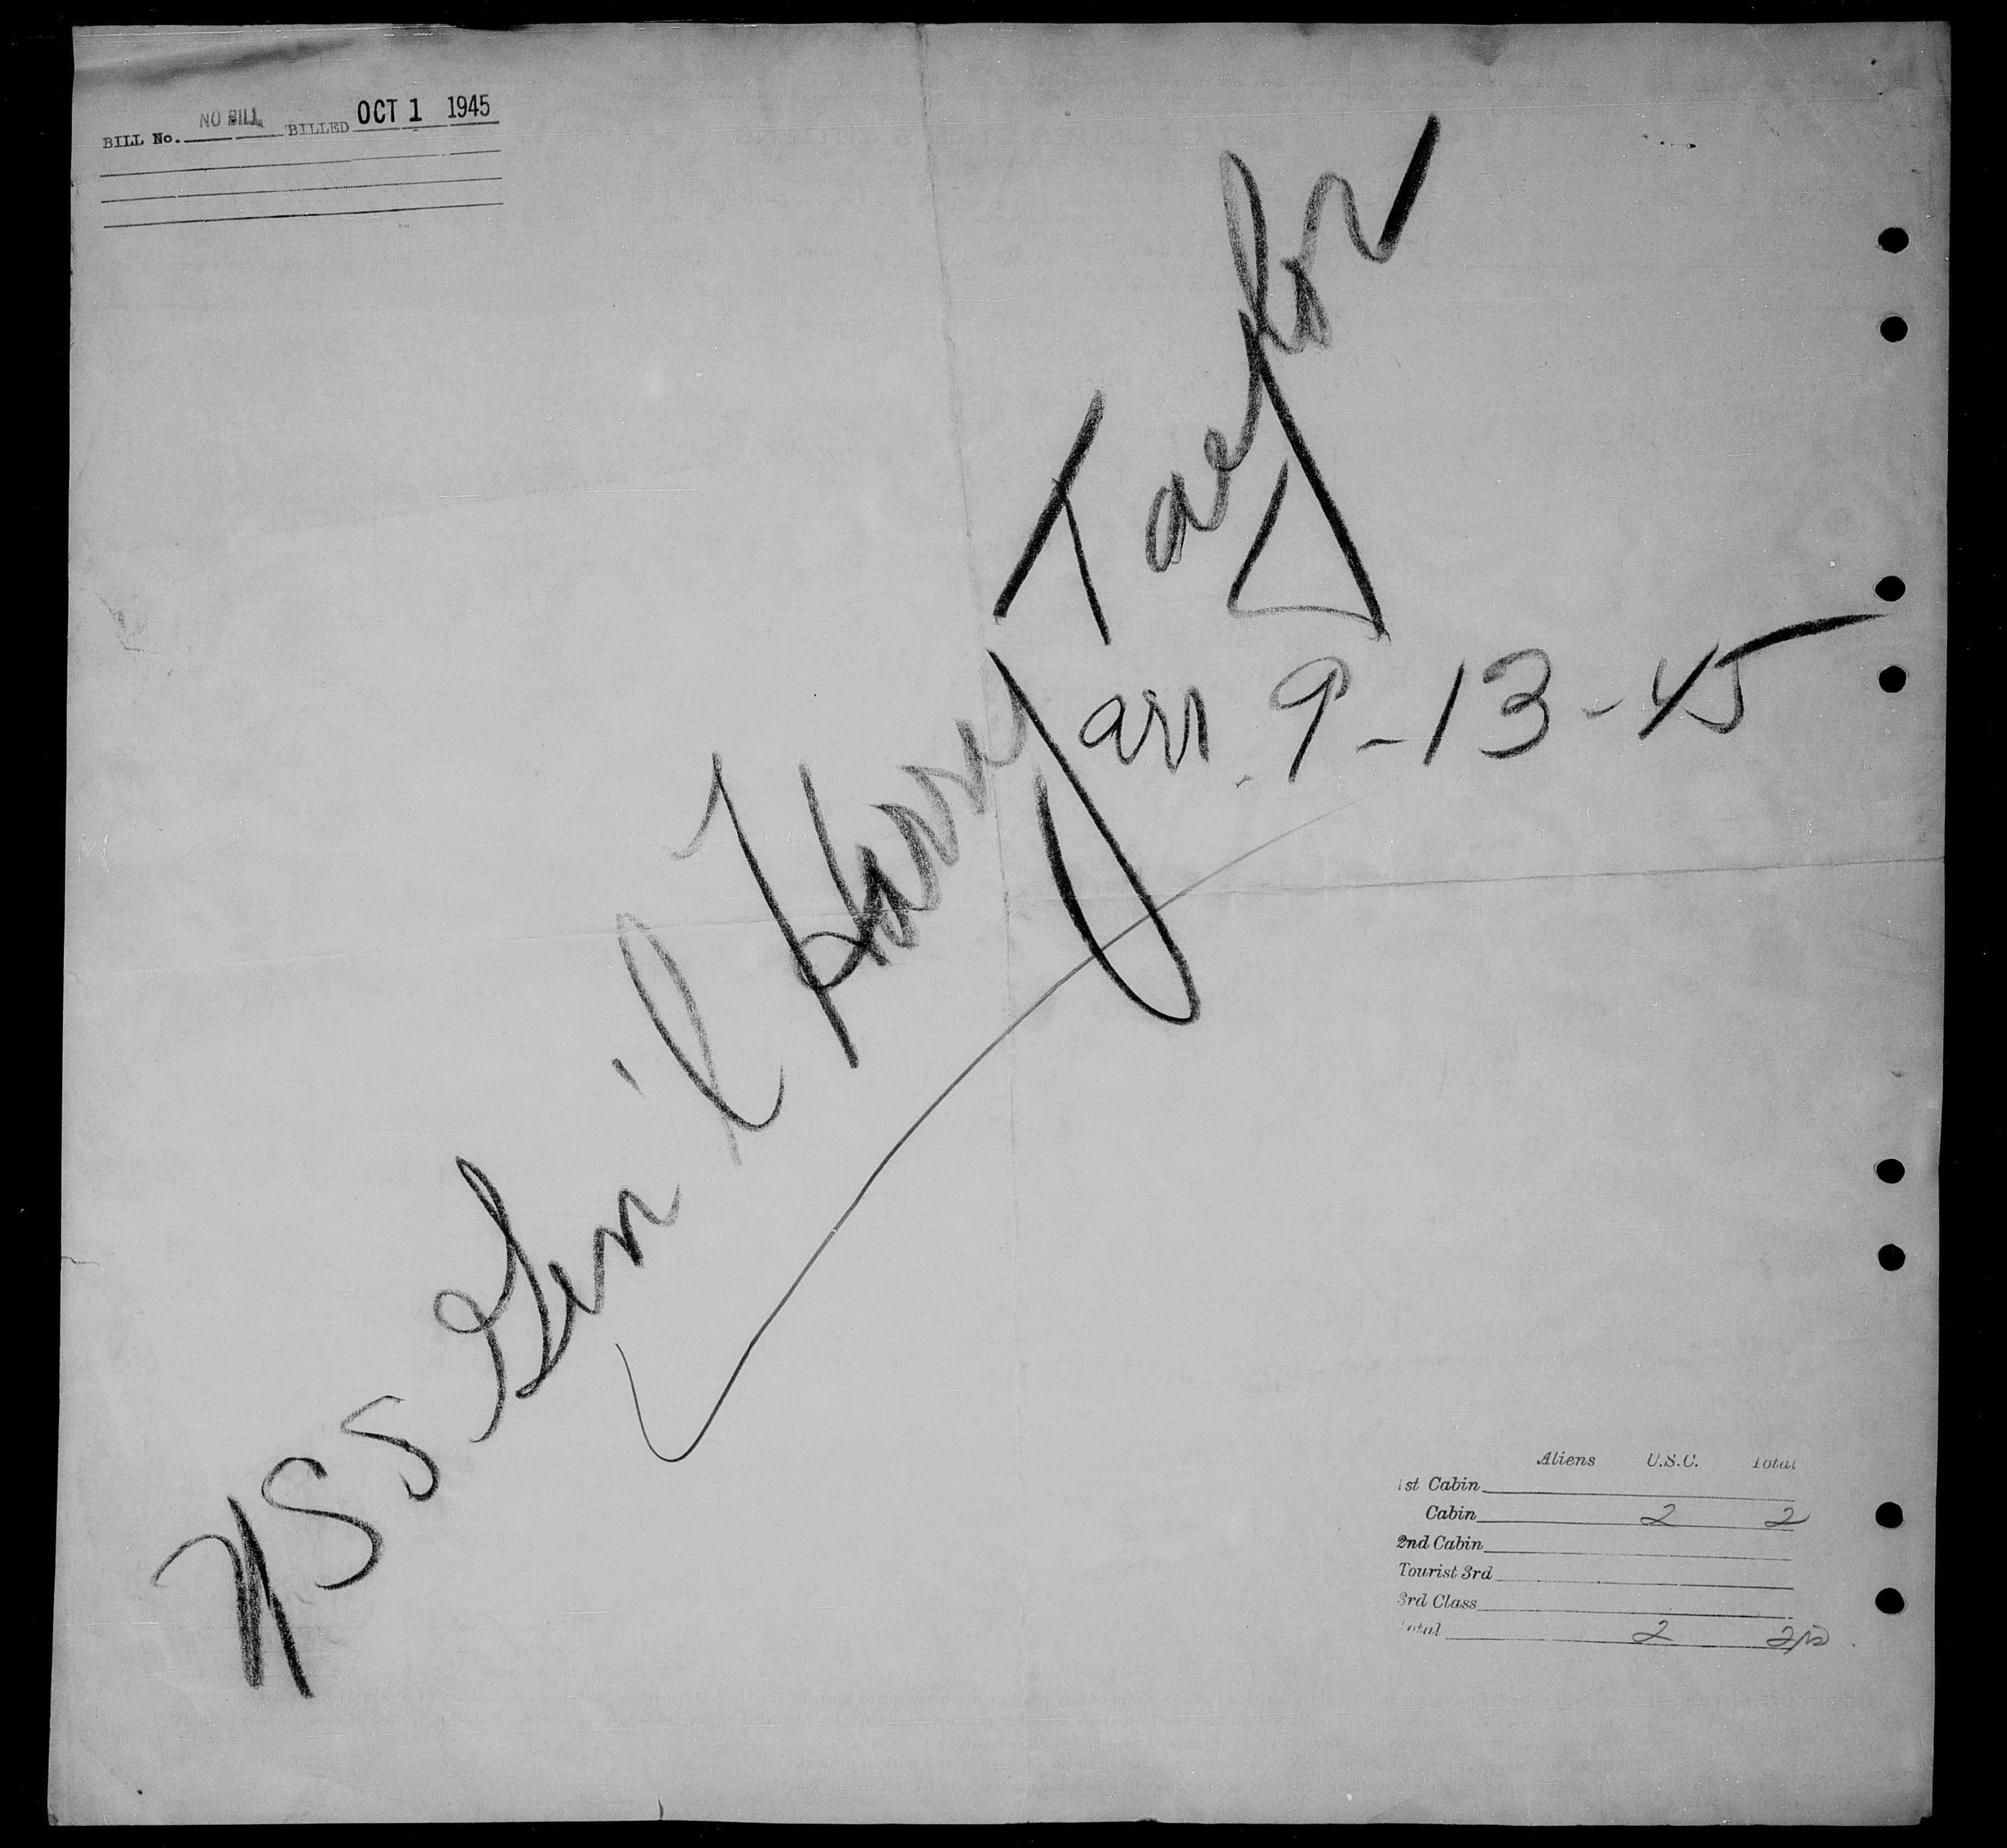 BILL No. NO BILL BILLED OCT 1 1945
USS Gen'l Harry Taylor
arr. 9-13-45
Aliens U.S.C. Total
1st Cabin
Cabin 2 2
2nd Cabin
Tourist 3rd
3rd Class
Total 2 2